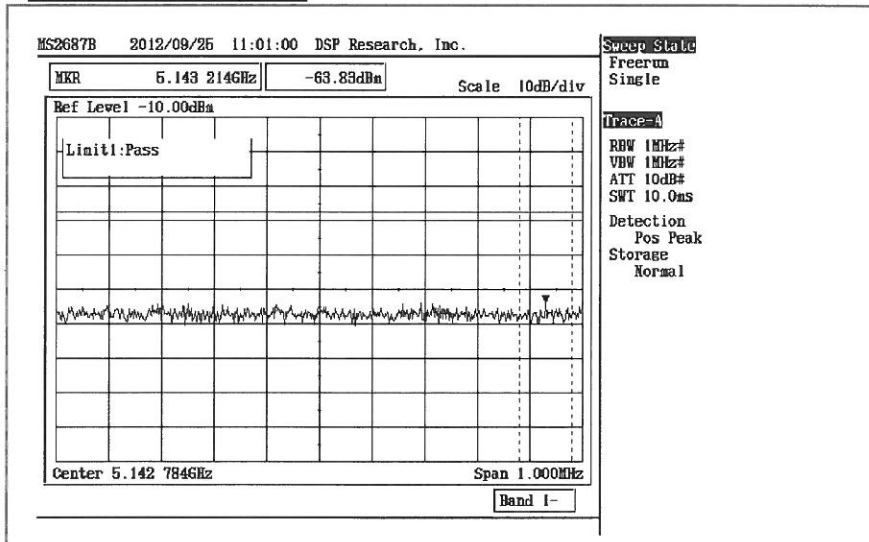 MS2687B 2012/09/25 11:01:00 DSP Research, Inc.
MKR 5.143 214GHz -63.83dBm
Scale 10dB/div
Ref Level -10.00dBm
Limit1:Pass
Center 5.142 784GHz Span 1.000MHz
Band 1-
Sweep State
Freerun
Single
Trace-A
RBW 1MHz#
VBW 1MHz#
ATT 10dB#
SWT 10.0ms
Detection
Pos Peak
Storage
Normal